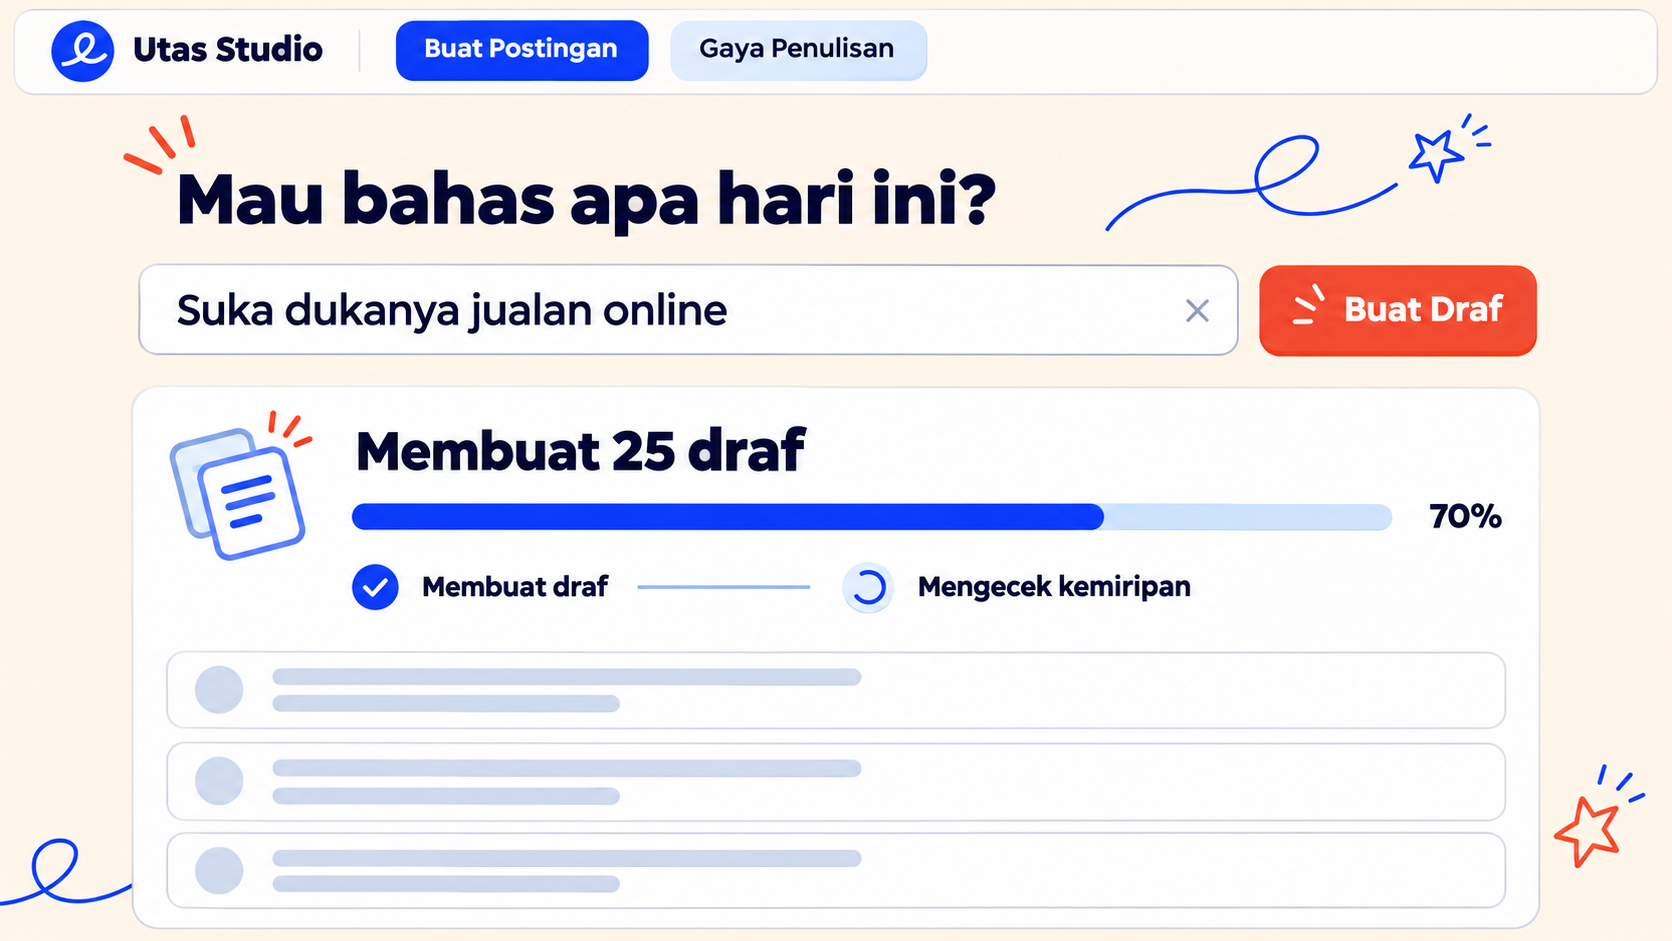 Utas Studio
Buat Postingan
Gaya Penulisan
Mau bahas apa hari ini?
Suka dukanya jualan online
Buat Draf
Membuat 25 draf
70%
Membuat draf
Mengecek kemiripan